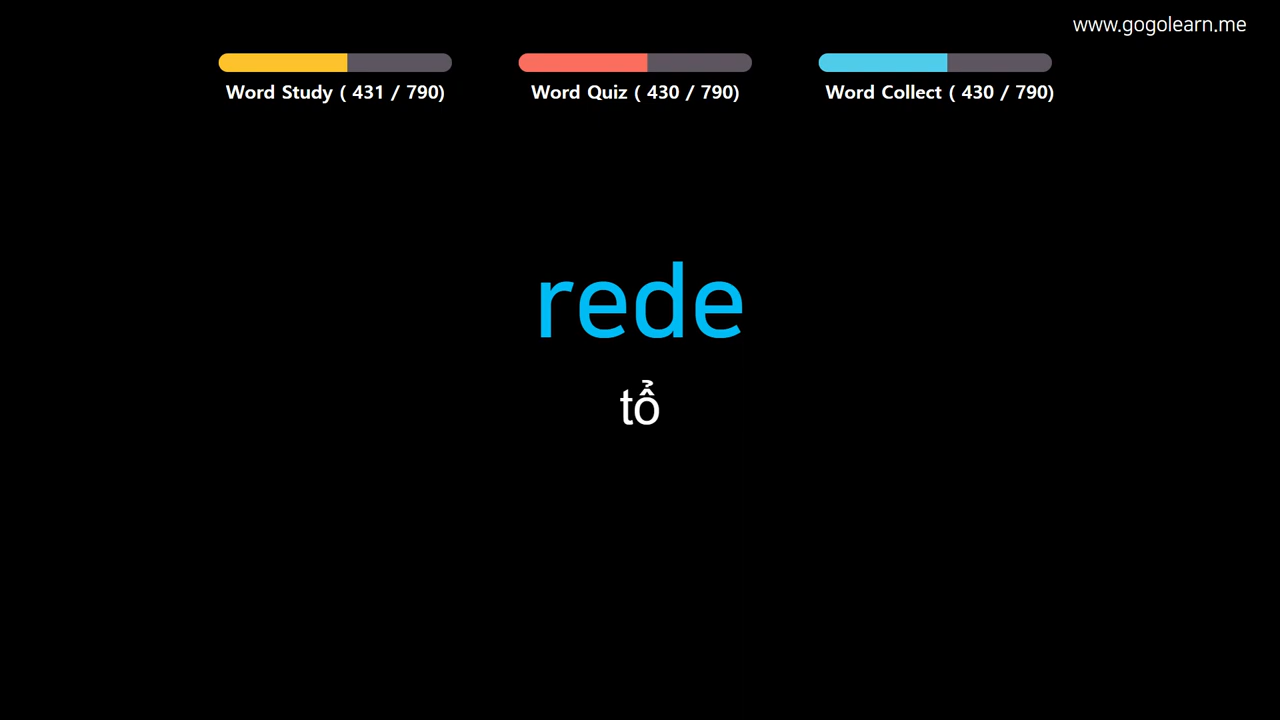 www.gogolearn.me
Word Study ( 431 / 790)
Word Quiz ( 430 / 790)
Word Collect ( 430 / 790)
rede
tổ